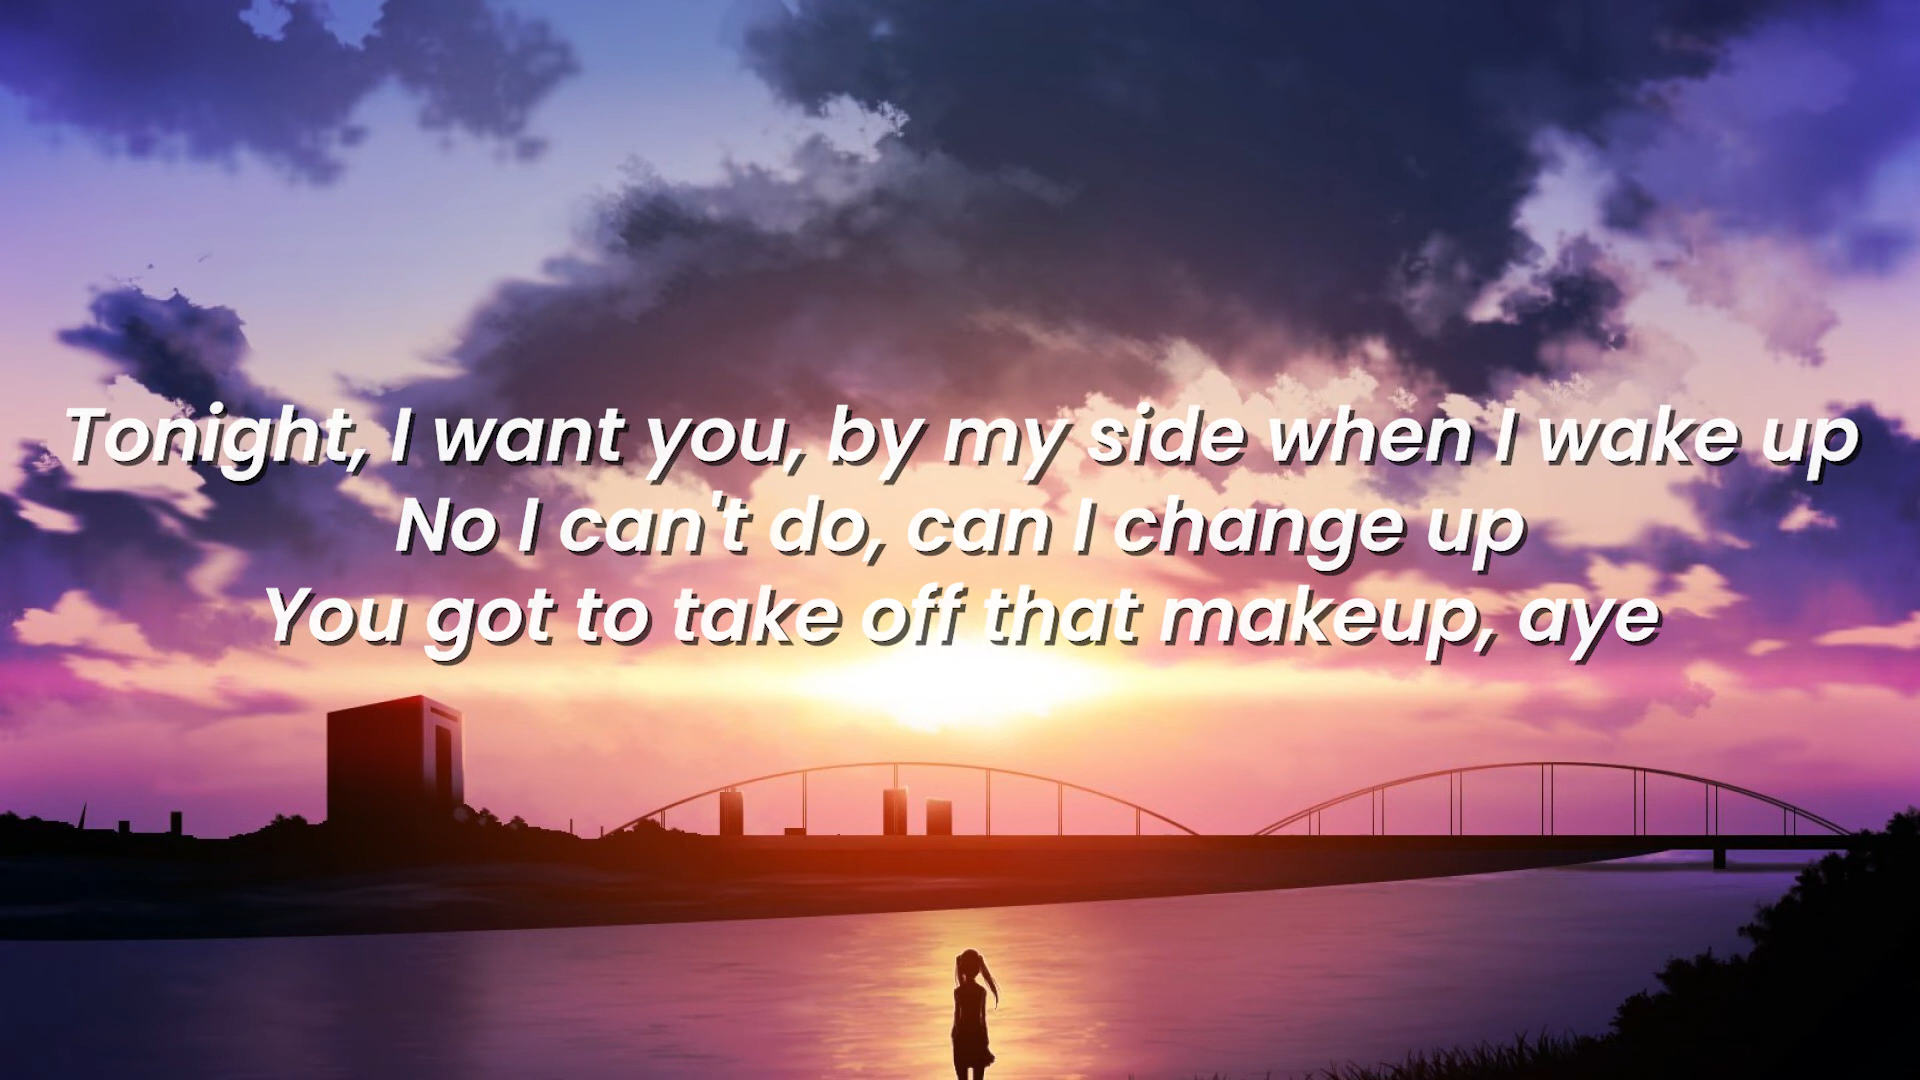 Tonight, I want you, by my side when I wake up
No I can't do, can I change up
You got to take off that makeup, aye